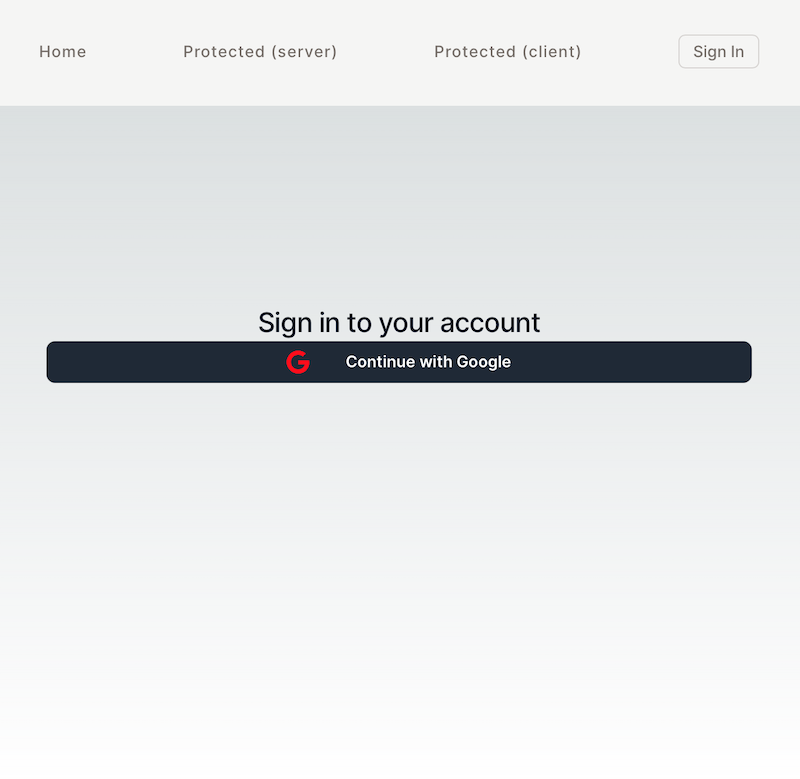 Home Protected (server) Protected (client) Sign In
Sign in to your account
Continue with Google